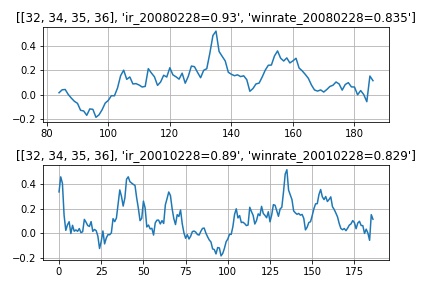 [[32, 34, 35, 36], 'ir_20080228=0.93', 'winrate_20080228=0.835']
0.4
0.2
0.0
−0.2
80 100 120 140 160 180
[[32, 34, 35, 36], 'ir_20010228=0.89', 'winrate_20010228=0.829']
0.4
0.2
0.0
−0.2
0 25 50 75 100 125 150 175